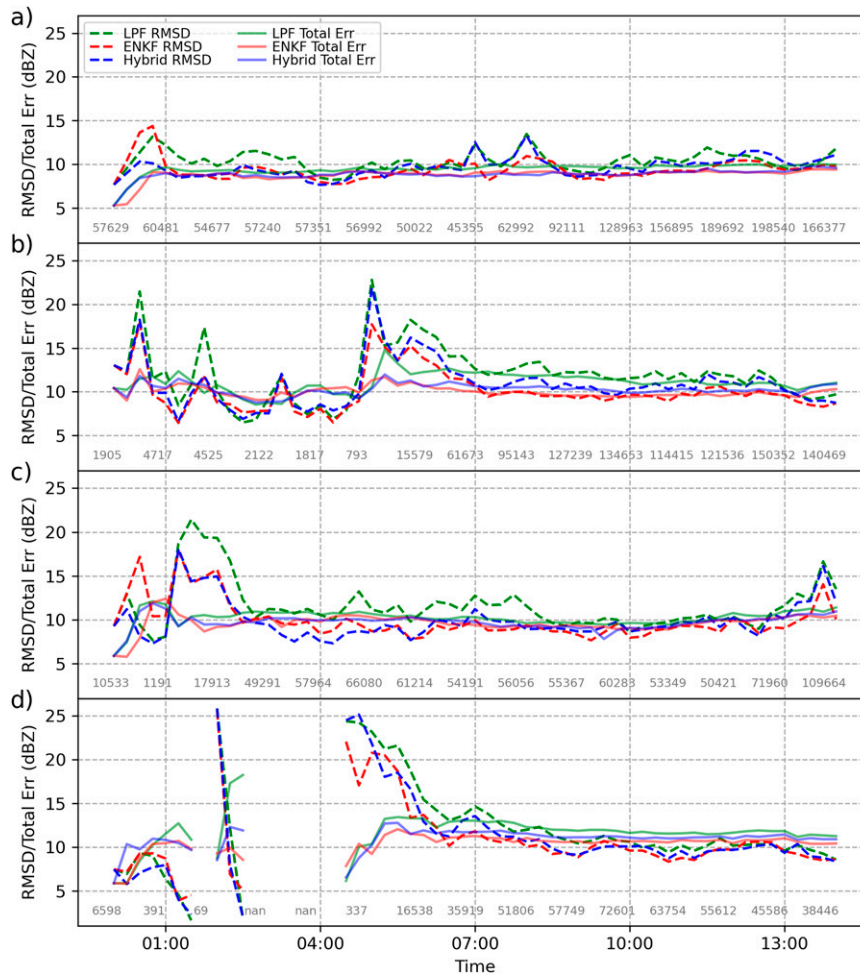 a)
LPF RMSD
ENKF RMSD
Hybrid RMSD
LPF Total Err
ENKF Total Err
Hybrid Total Err
RMSD/Total Err (dBZ)
25
20
15
10
5
57629 60481 54677 57240 57351 56992 50022 45355 62992 92111 128963 156895 189692 198540 166377
b)
RMSD/Total Err (dBZ)
25
20
15
10
5
1905 4717 4525 2122 1817 793 15579 61673 95143 127239 134653 114415 121536 150352 140469
c)
RMSD/Total Err (dBZ)
25
20
15
10
5
10533 1191 17913 49291 57964 66080 61214 54191 56056 55367 60283 53349 50421 71960 109664
d)
RMSD/Total Err (dBZ)
25
20
15
10
5
6598 391 69 nan nan 337 16538 35919 51806 57749 72601 63754 55612 45586 38446
01:00 04:00 07:00 10:00 13:00
Time